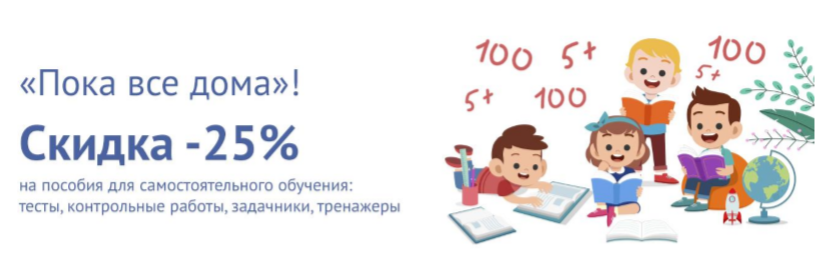 «Пока все дома»!
Скидка -25%
на пособия для самостоятельного обучения:
тесты, контрольные работы, задачники, тренажеры
100 5+ 100
5+ 100 5+